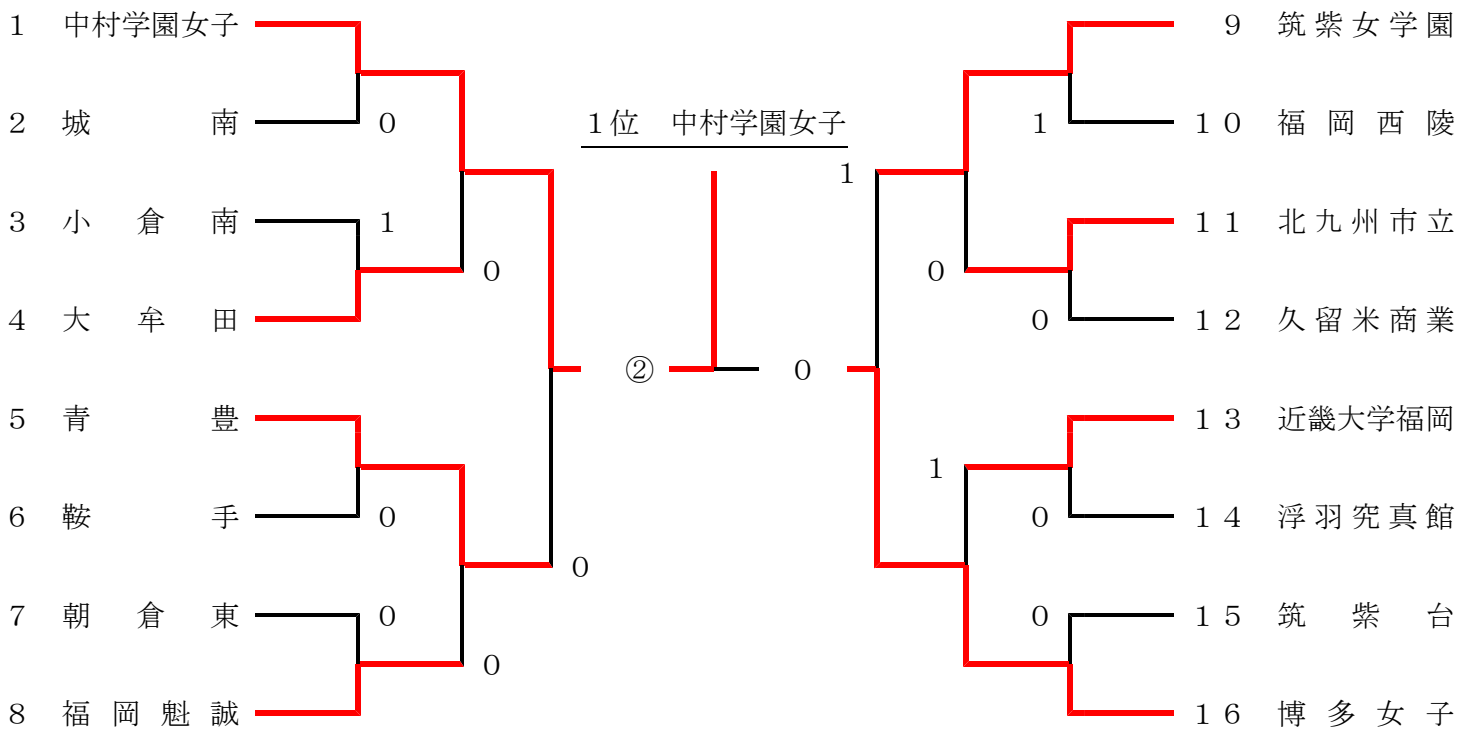 １ 中村学園女子
２ 城南
３ 小倉南
４ 大牟田
５ 青豊
６ 鞍手
７ 朝倉東
８ 福岡魁誠
０
１
０
０
０
０
０
１位 中村学園女子
② ０
１
０
０
１
０
０
１
９ 筑紫女学園
１０ 福岡西陵
１１ 北九州市立
１２ 久留米商業
１３ 近畿大学福岡
１４ 浮羽究真館
１５ 筑紫台
１６ 博多女子